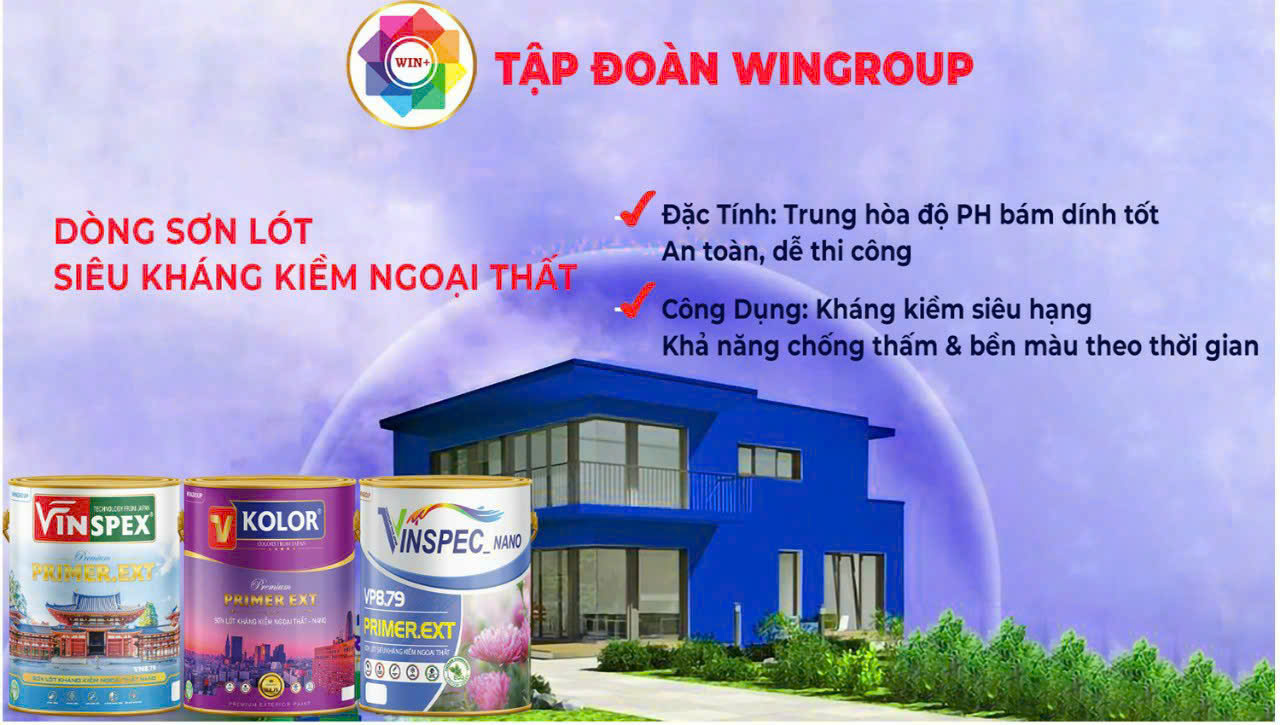 WIN+
TẬP ĐOÀN WINGROUP
DÒNG SƠN LÓT
SIÊU KHÁNG KIỀM NGOẠI THẤT
Đặc Tính: Trung hòa độ PH bám dính tốt
An toàn, dễ thi công
Công Dụng: Kháng kiềm siêu hạng
Khả năng chống thấm & bền màu theo thời gian
TECHNOLOGY FROM JAPAN
VINSPEX
Premium
PRIMER.EXT
VN8.79
SƠN LÓT KHÁNG KIỀM NGOẠI THẤT NANO
V KOLOR
Premium
PRIMER EXT
SƠN LÓT KHÁNG KIỀM NGOẠI THẤT - NANO
PREMIUM EXTERIOR PAINT
VINSPEC_NANO
VP8.79
PRIMER.EXT
SƠN LÓT SIÊU KHÁNG KIỀM NGOẠI THẤT